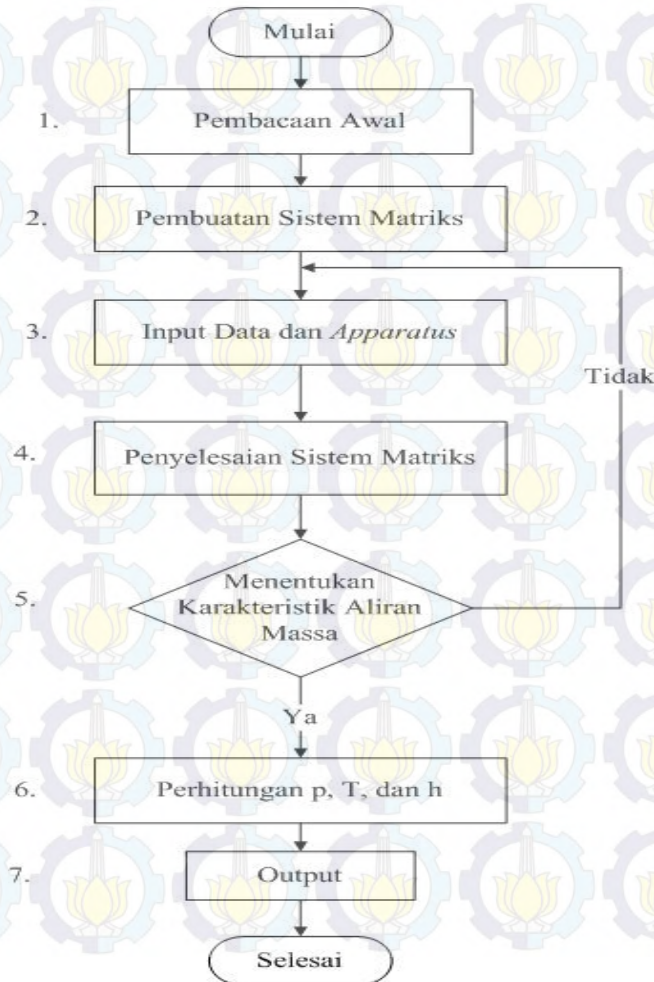 Mulai
1.
Pembacaan Awal
2.
Pembuatan Sistem Matriks
3.
Input Data dan Apparatus
Tidak
4.
Penyelesaian Sistem Matriks
5.
Menentukan
Karakteristik Aliran
Massa
Ya
6.
Perhitungan p, T, dan h
7.
Output
Selesai